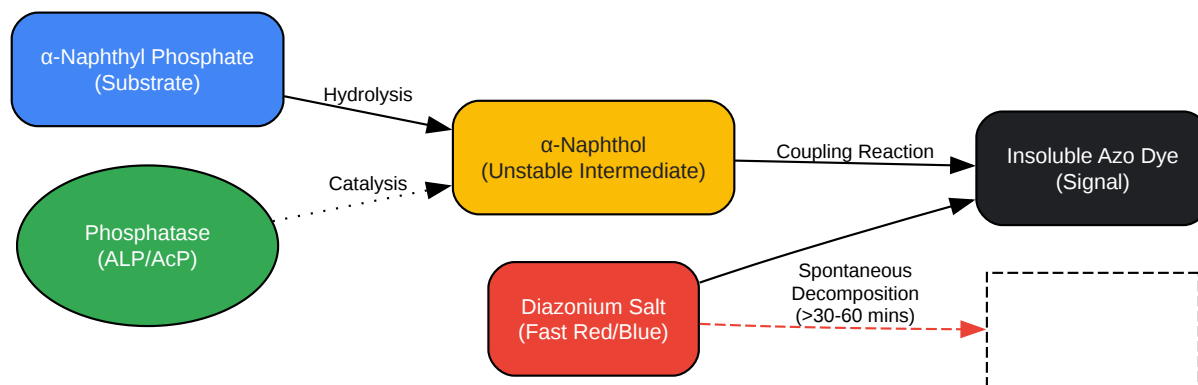 α-Naphthyl Phosphate
(Substrate)
Hydrolysis
α-Naphthol
(Unstable Intermediate)
Coupling Reaction
Insoluble Azo Dye
(Signal)
Catalysis
Phosphatase
(ALP/AcP)
Diazonium Salt
(Fast Red/Blue)
Spontaneous
Decomposition
(>30-60 mins)